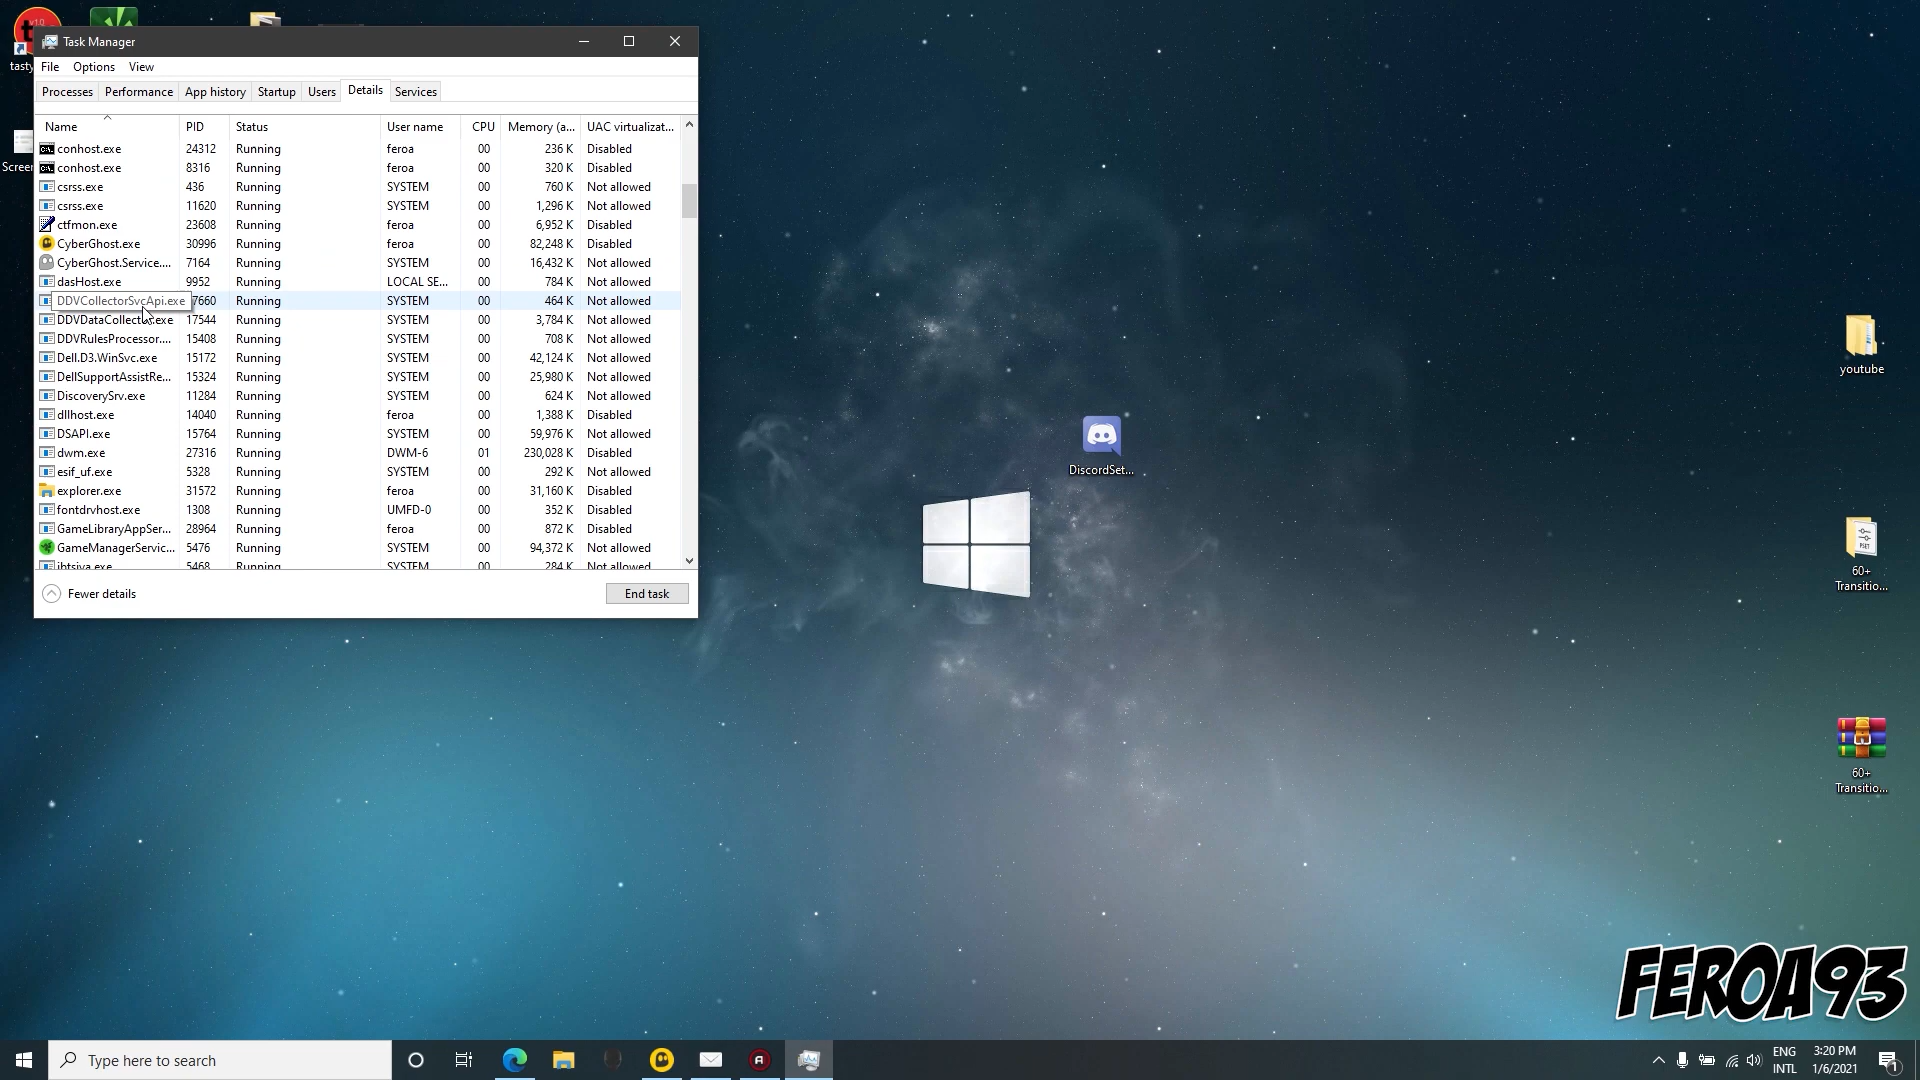 Task Manager
File Options View
Processes Performance App history Startup Users Details Services
Name PID Status User name CPU Memory (a... UAC virtualizat...
conhost.exe 24312 Running feroa 00 236 K Disabled
conhost.exe 8316 Running feroa 00 320 K Disabled
csrss.exe 436 Running SYSTEM 00 760 K Not allowed
csrss.exe 11620 Running SYSTEM 00 1,296 K Not allowed
ctfmon.exe 23608 Running feroa 00 6,952 K Disabled
CyberGhost.exe 30996 Running feroa 00 82,248 K Disabled
CyberGhost.Service.... 7164 Running SYSTEM 00 16,432 K Not allowed
dasHost.exe 9952 Running LOCAL SE... 00 784 K Not allowed
DDVCollectorSvcApi.exe 7660 Running SYSTEM 00 464 K Not allowed
17544 Running SYSTEM 00 3,784 K Not allowed
DDVRulesProcessor.... 15408 Running SYSTEM 00 708 K Not allowed
Dell.D3.WinSvc.exe 15172 Running SYSTEM 00 42,124 K Not allowed
DellSupportAssistRe... 15324 Running SYSTEM 00 25,980 K Not allowed
DiscoverySrv.exe 11284 Running SYSTEM 00 624 K Not allowed
dllhost.exe 14040 Running feroa 00 1,388 K Disabled
DSAPI.exe 15764 Running SYSTEM 00 59,976 K Not allowed
dwm.exe 27316 Running DWM-6 01 230,028 K Disabled
esif_uf.exe 5328 Running SYSTEM 00 292 K Not allowed
explorer.exe 31572 Running feroa 00 31,160 K Disabled
fontdrvhost.exe 1308 Running UMFD-0 00 352 K Disabled
GameLibraryAppSer... 28964 Running feroa 00 872 K Disabled
GameManagerServic... 5476 Running SYSTEM 00 94,372 K Not allowed
5468 Running SYSTEM 00 284 K Not allowed
Fewer details End task
tasty
Screen
DiscordSet...
youtube
60+
Transitio...
60+
Transitio...
FEROA93
Type here to search
ENG
INTL
3:20 PM
1/6/2021
1